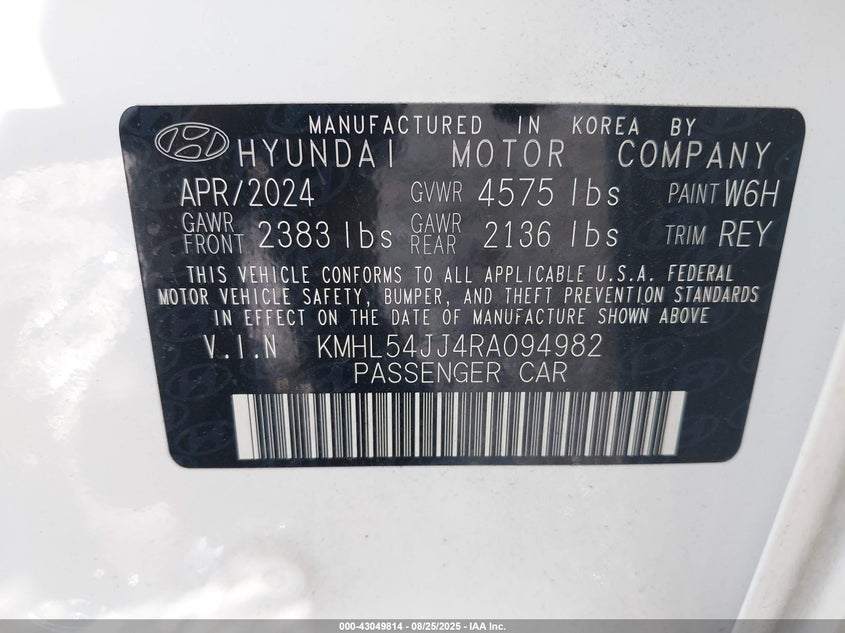 MANUFACTURED IN KOREA BY
HYUNDAI MOTOR COMPANY
APR/2024 GVWR 4575 lbs PAINT W6H
GAWR FRONT 2383 lbs GAWR REAR 2136 lbs TRIM REY
THIS VEHICLE CONFORMS TO ALL APPLICABLE U.S.A. FEDERAL
MOTOR VEHICLE SAFETY, BUMPER, AND THEFT PREVENTION STANDARDS
IN EFFECT ON THE DATE OF MANUFACTURE SHOWN ABOVE
V.I.N KMHL54JJ4RA094982
PASSENGER CAR
000-43049814 - 08/25/2025 - IAA Inc.